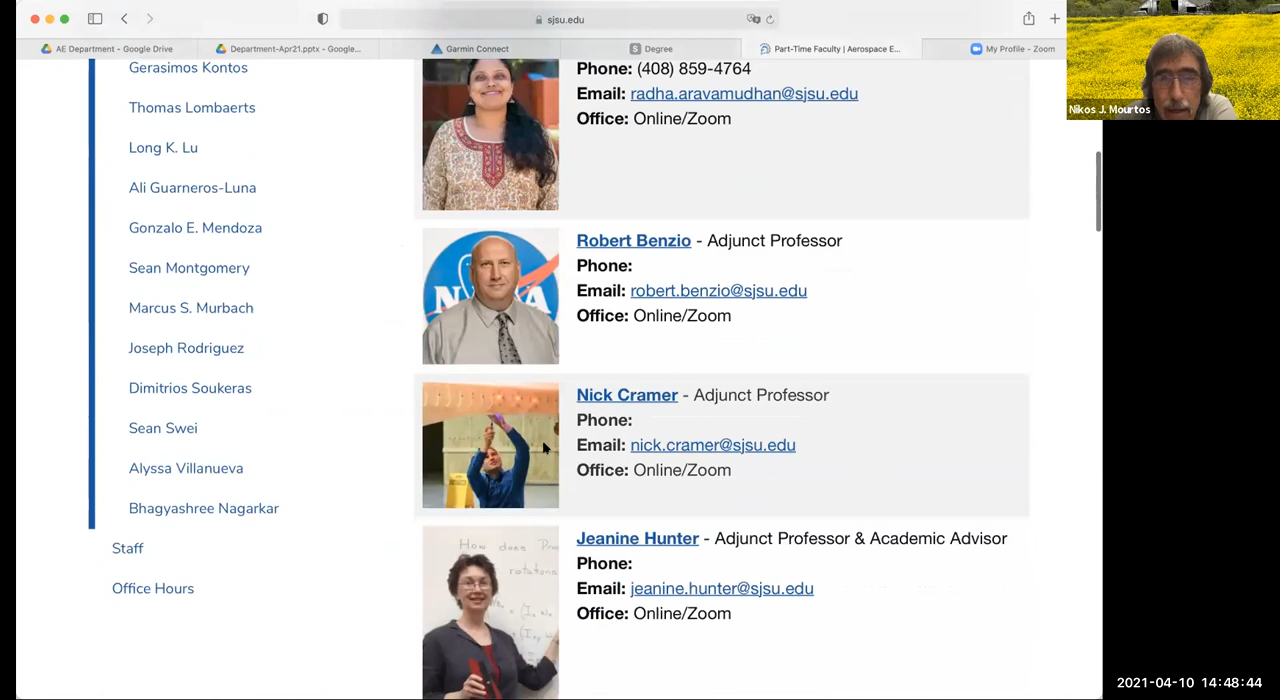 sjsu.edu
AE Department - Google Drive
Department-Apr21.pptx - Google...
Garmin Connect
S Degree
Part-Time Faculty | Aerospace E...
My Profile - Zoom
Nikos J. Mourtos
Gerasimos Kontos
Thomas Lombaerts
Long K. Lu
Ali Guarneros-Luna
Gonzalo E. Mendoza
Sean Montgomery
Marcus S. Murbach
Joseph Rodriguez
Dimitrios Soukeras
Sean Swei
Alyssa Villanueva
Bhagyashree Nagarkar
Staff
Office Hours
Phone: (408) 859-4764
Email: radha.aravamudhan@sjsu.edu
Office: Online/Zoom
Robert Benzio - Adjunct Professor
Phone:
Email: robert.benzio@sjsu.edu
Office: Online/Zoom
Nick Cramer - Adjunct Professor
Phone:
Email: nick.cramer@sjsu.edu
Office: Online/Zoom
How does
rotationa
Jeanine Hunter - Adjunct Professor & Academic Advisor
Phone:
Email: jeanine.hunter@sjsu.edu
Office: Online/Zoom
2021-04-10 14:48:44